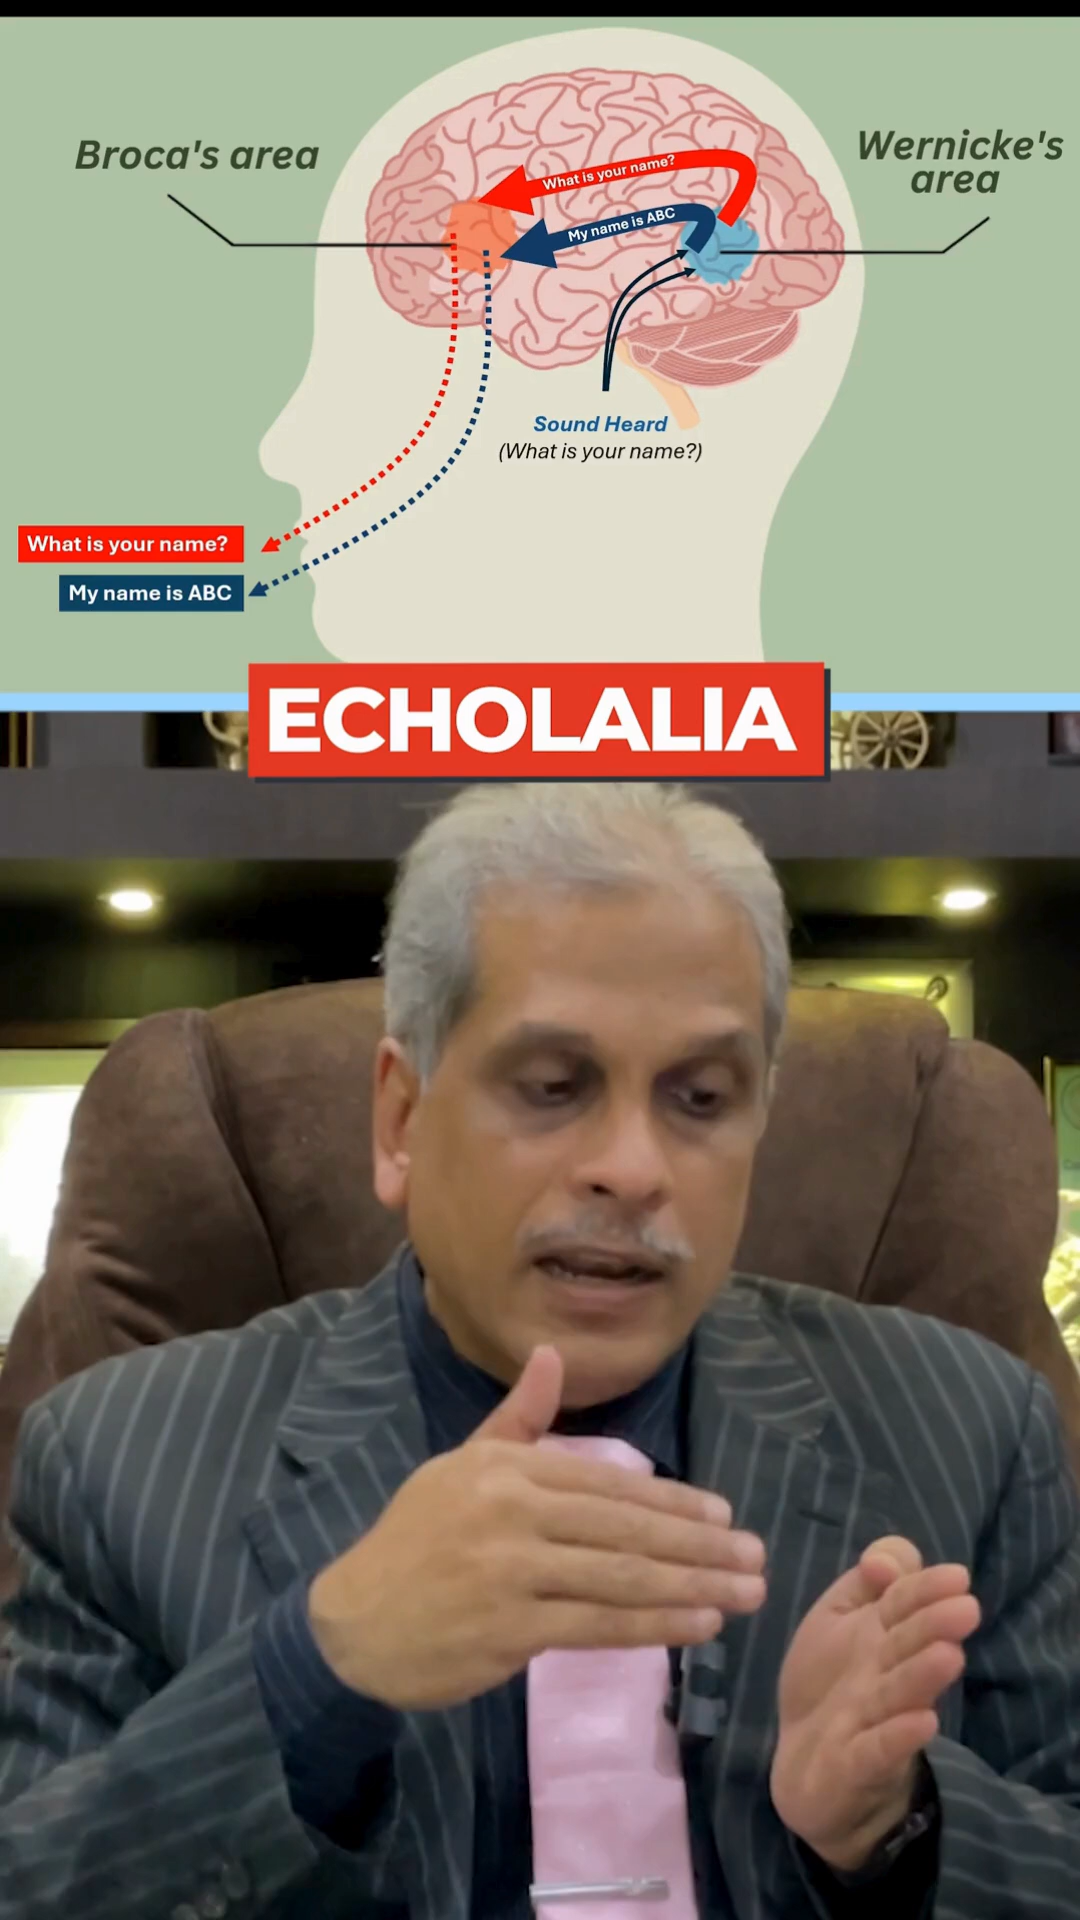 Broca's area
Wernicke's
area
What is your name?
My name is ABC
Sound Heard
(What is your name?)
What is your name?
My name is ABC
ECHOLALIA